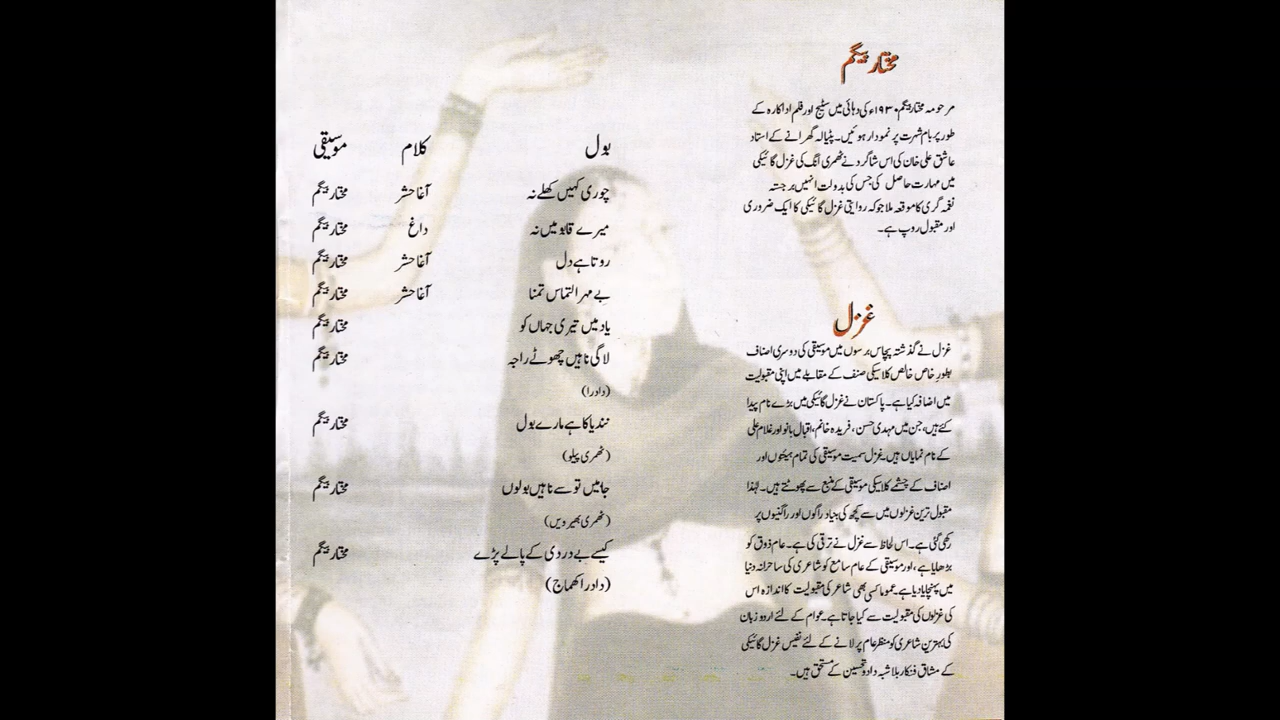 مختار بیگم
مرحومہ مختار بیگم ۱۹۳۰ء کی دہائی میں سٹیج اور فلم اداکارہ کے
طور پر بام شہرت پر نمودار ہوئیں۔ پٹیالہ گھرانے کے استاد
عاشق علی خان کی اس شاگرد نے ٹھمری انگ کی غزل گائیکی
میں مہارت حاصل کی جس کی بدولت انہیں برجستہ
نغمہ گری کا موقعہ ملا جو کہ روایتی غزل گائیکی کا ایک ضروری
اور مقبول روپ ہے۔
غزل
غزل نے گذشتہ پچاس برسوں میں موسیقی کی دوسری اصناف
بطورِ خاص خالص کلاسیکی صنف کے مقابلے میں اپنی مقبولیت
میں اضافہ کیا ہے۔ پاکستان نے غزل گائیکی میں بڑے نام پیدا
کئے ہیں، جن میں مہدی حسن، فریدہ خانم، اقبال بانو اور غلام علی
کے نام نمایاں ہیں۔ غزل سمیت موسیقی کی تمام ہیئتوں اور
اصناف کے چشمے کلاسیکی موسیقی کے منبع سے پھوٹتے ہیں۔ لہٰذا
مقبول ترین غزلوں میں سے کچھ کی بنیاد راگوں اور راگنیوں پر
رکھی گئی ہے۔ اس لحاظ سے غزل نے ترقی کی ہے۔ عام ذوق کو
بڑھایا ہے، اور موسیقی کے عام سامع کو شاعری کی ساحرانہ دنیا
میں پہنچا یا دیا ہے۔ عموما کسی بھی شاعر کی مقبولیت کا اندازہ اس
کی غزلوں کی مقبولیت سے کیا جاتا ہے۔ عوام کے لئے اردو زبان
کی بہترین شاعری کو منظر عام پر لانے کے لئے نفیس غزل گائیکی
کے مشاق فنکار بلاشبہ داد و تحسین کے مستحق ہیں۔
بول کلام موسیقی
چوری کہیں کھلے نہ آغا حشر مختار بیگم
میرے قابو میں نہ داغ مختار بیگم
روتا ہے دل آغا حشر مختار بیگم
بے مہر التماس تمنا آغا حشر مختار بیگم
یاد میں تیری جہاں کو مختار بیگم
لاگی ناہیں چھوٹے راجہ مختار بیگم
(دادرا)
نندیا کاہے مارے بول مختار بیگم
(ٹھمری پیلو)
جا میں تو سے ناہیں بولوں مختار بیگم
(ٹھمری بھیرویں)
کیسے بے دردی کے پالے پڑے مختار بیگم
(دادرا کھماج)